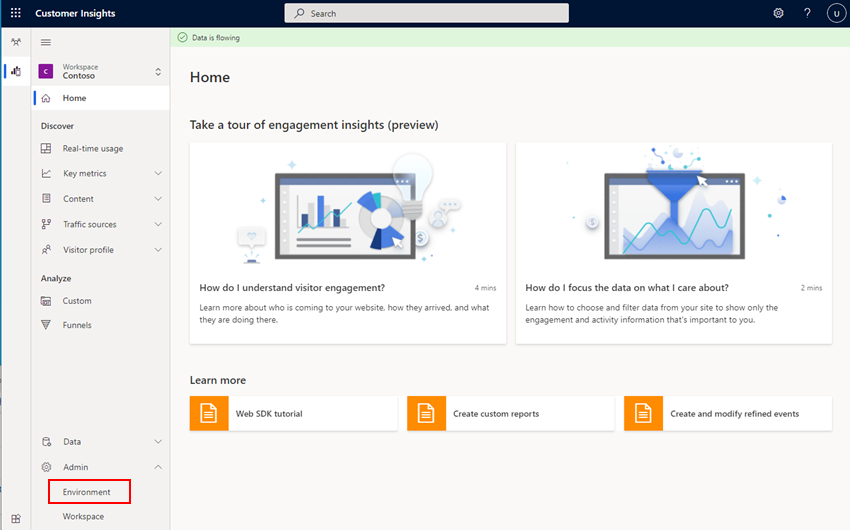 Customer Insights
Search
?
U
Data is flowing
C
Workspace
Contoso
Home
Discover
Real-time usage
Key metrics
Content
Traffic sources
Visitor profile
Analyze
Custom
Funnels
Data
Admin
Environment
Workspace
Home
Take a tour of engagement insights (preview)
$
How do I understand visitor engagement?
4 mins
Learn more about who is coming to your website, how they arrived, and what
they are doing there.
$
How do I focus the data on what I care about?
2 mins
Learn how to choose and filter data from your site to show only the
engagement and activity information that's important to you.
Learn more
Web SDK tutorial
Create custom reports
Create and modify refined events